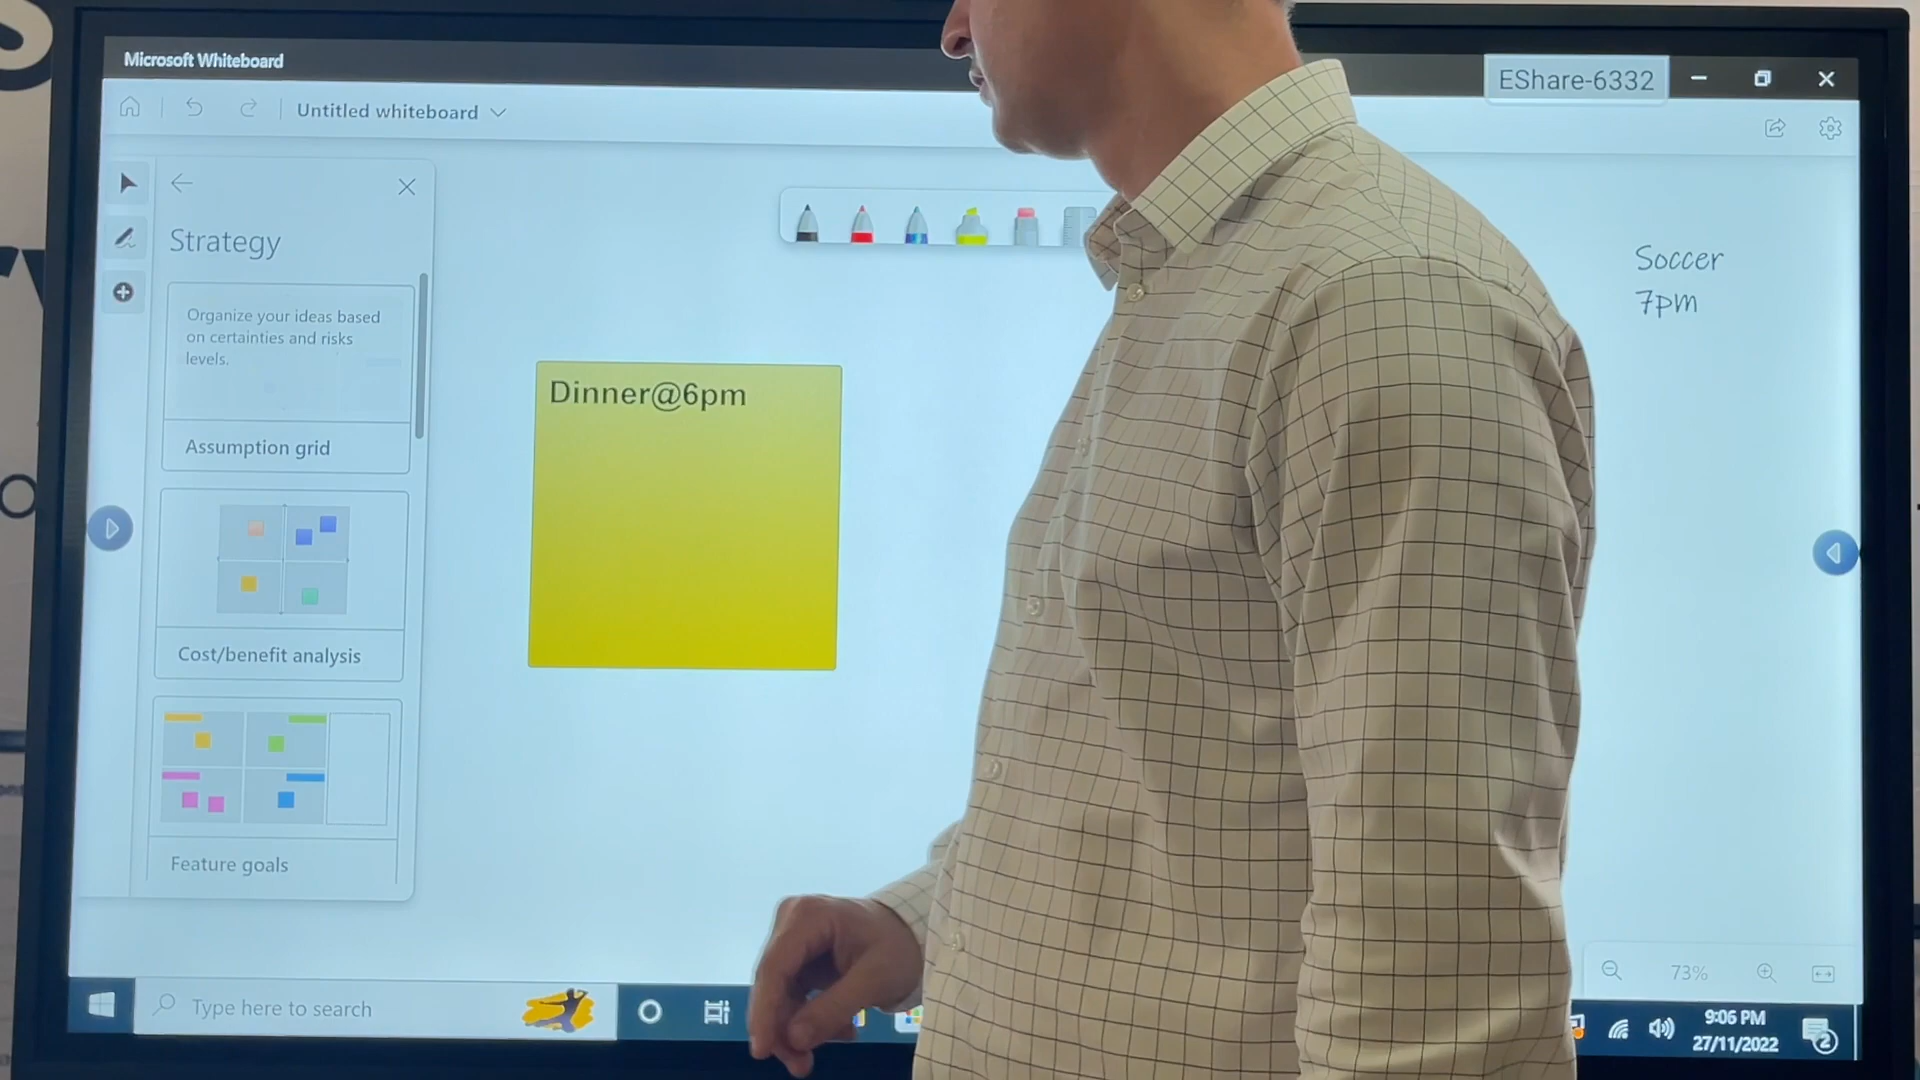 Microsoft Whiteboard
EShare-6332
Untitled whiteboard
Strategy
Organize your ideas based
on certainties and risks
levels.
Assumption grid
Cost/benefit analysis
Feature goals
Dinner@6pm
Soccer
7pm
73%
Type here to search
9:06 PM
27/11/2022
2